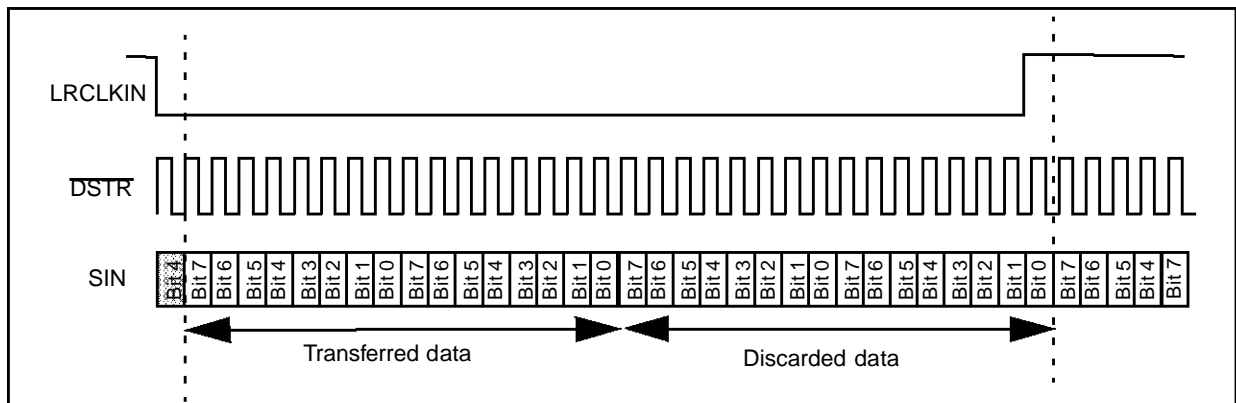 LRCLKIN
DSTR
SIN Bit 4 Bit 7 Bit 6 Bit 5 Bit 4 Bit 3 Bit 2 Bit 1 Bit 0 Bit 7 Bit 6 Bit 5 Bit 4 Bit 3 Bit 2 Bit 1 Bit 0 Bit 7 Bit 6 Bit 5 Bit 4 Bit 3 Bit 2 Bit 1 Bit 0 Bit 7 Bit 6 Bit 5 Bit 4 Bit 3 Bit 2 Bit 1 Bit 0 Bit 7 Bit 6 Bit 5 Bit 4 Bit 7
Transferred data Discarded data